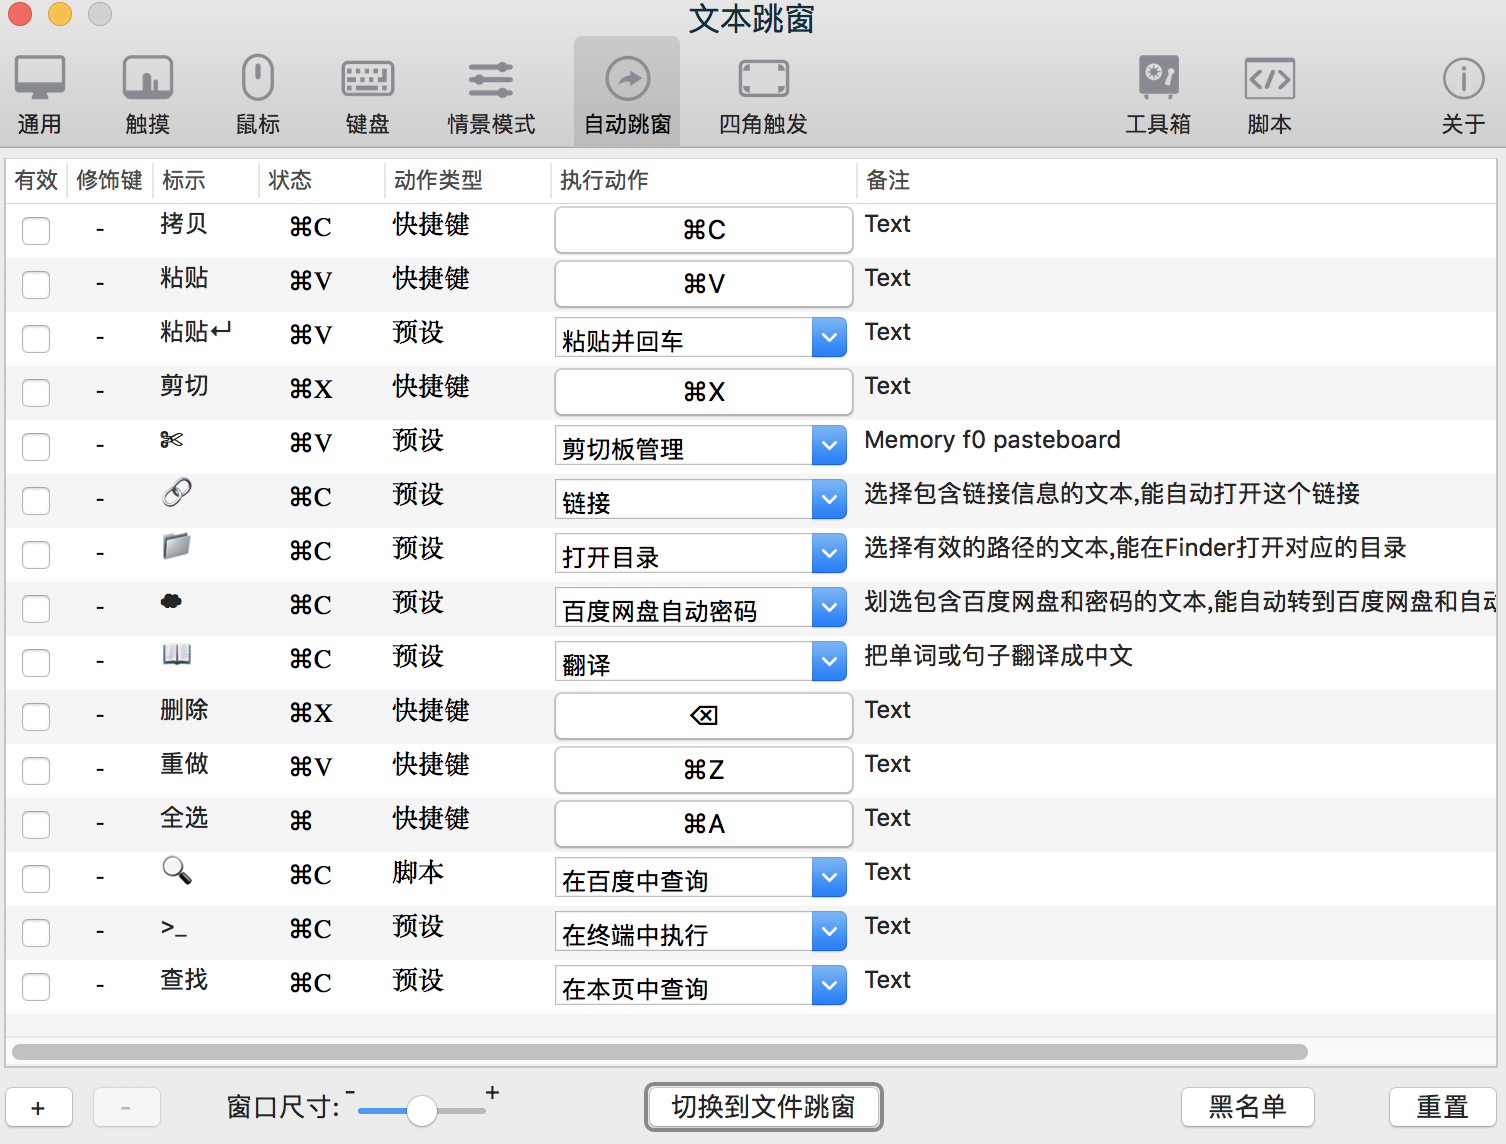 文本跳窗
通用 触摸 鼠标 键盘 情景模式 自动跳窗 四角触发 工具箱 脚本 关于
有效 修饰键 标示 状态 动作类型 执行动作 备注
- 拷贝 ⌘C 快捷键 ⌘C Text
- 粘贴 ⌘V 快捷键 ⌘V Text
- 粘贴↵ ⌘V 预设 粘贴并回车 Text
- 剪切 ⌘X 快捷键 ⌘X Text
- ✄ ⌘V 预设 剪切板管理 Memory f0 pasteboard
- 🔗 ⌘C 预设 链接 选择包含链接信息的文本,能自动打开这个链接
- 📁 ⌘C 预设 打开目录 选择有效的路径的文本,能在Finder打开对应的目录
- ⌘C 预设 百度网盘自动密码 划选包含百度网盘和密码的文本,能自动转到百度网盘和自动
- 📖 ⌘C 预设 翻译 把单词或句子翻译成中文
- 删除 ⌘X 快捷键 ⌫ Text
- 重做 ⌘V 快捷键 ⌘Z Text
- 全选 ⌘ 快捷键 ⌘A Text
- 🔍 ⌘C 脚本 在百度中查询 Text
- >_ ⌘C 预设 在终端中执行 Text
- 查找 ⌘C 预设 在本页中查询 Text
+ - 窗口尺寸: - + 切换到文件跳窗 黑名单 重置